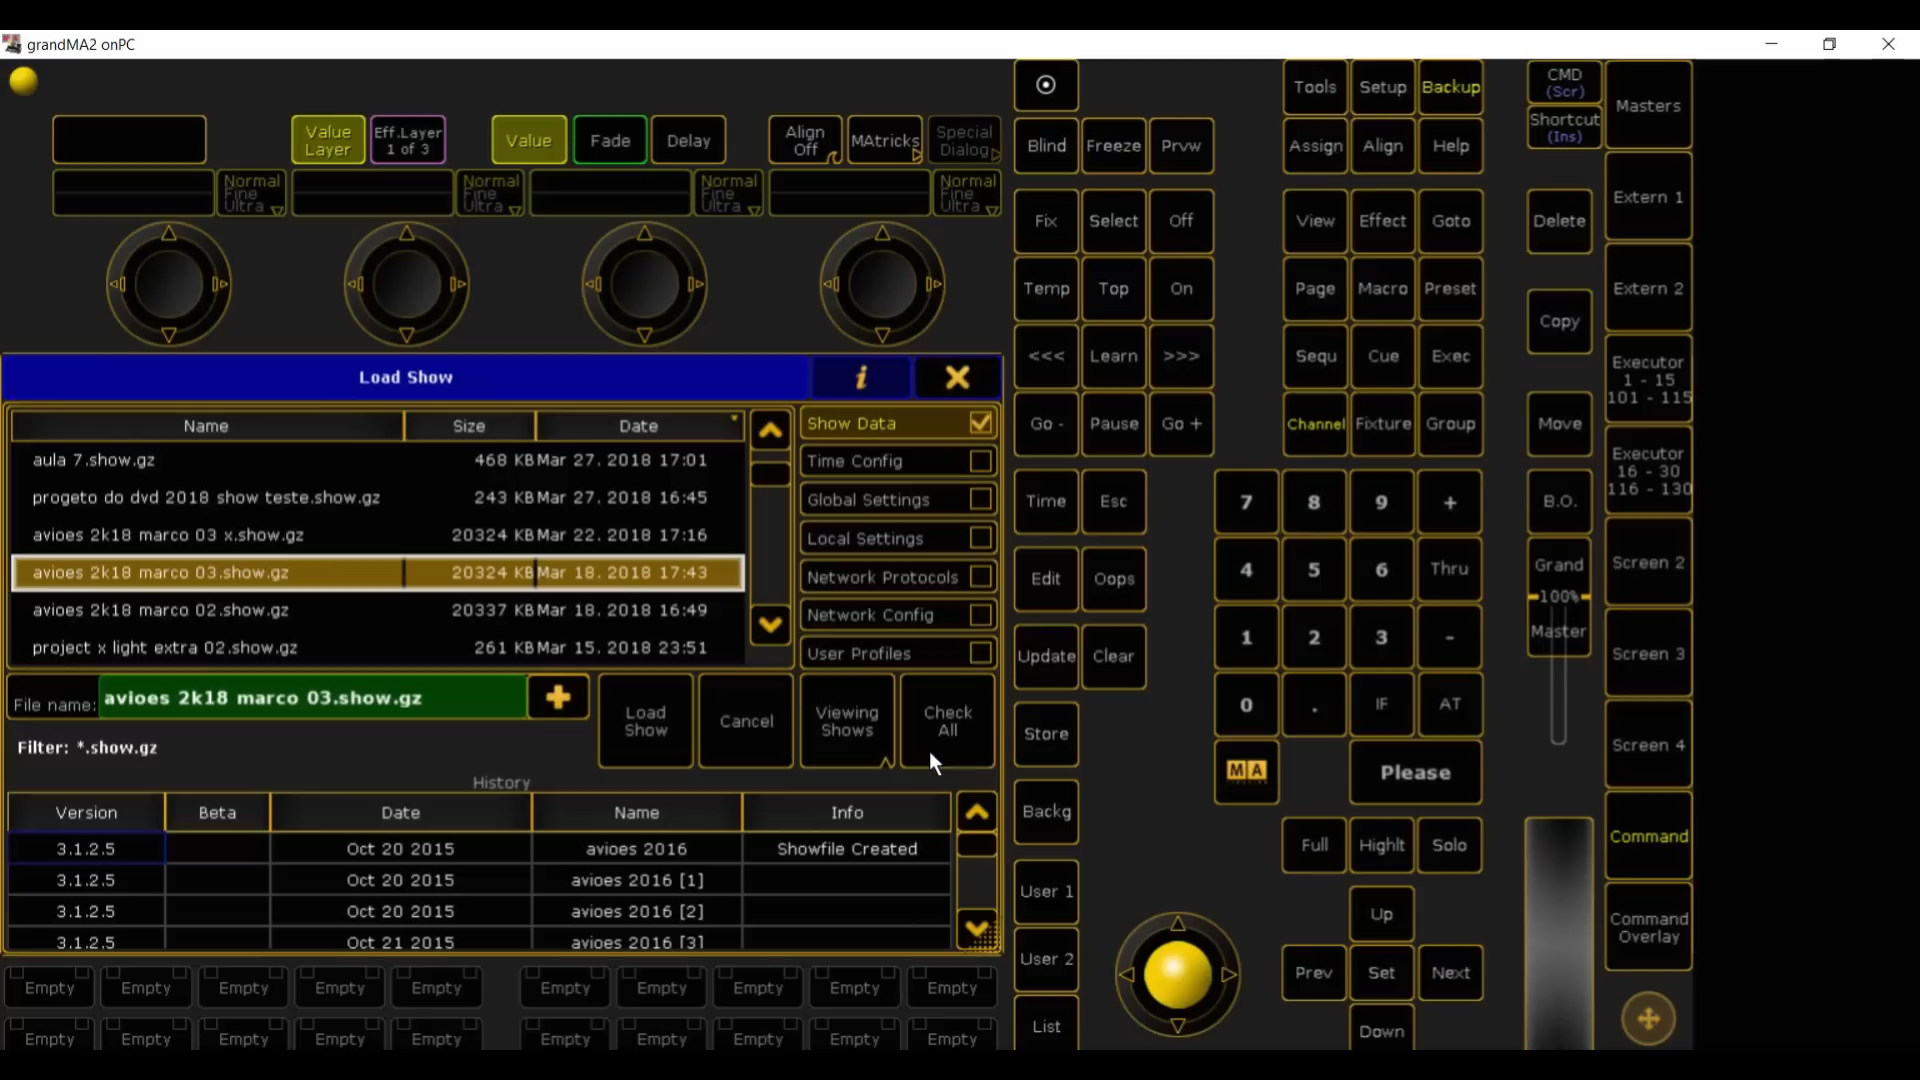 grandMA2 onPC
Value Layer
Eff.Layer 1 of 3
Value
Fade
Delay
Align Off
MAtricks
Special Dialog
Normal Fine Ultra
Normal Fine Ultra
Normal Fine Ultra
Normal Fine Ultra
Load Show
i
Name Size Date
aula 7.show.gz 468 KB Mar 27. 2018 17:01
progeto do dvd 2018 show teste.show.gz 243 KB Mar 27. 2018 16:45
avioes 2k18 marco 03 x.show.gz 20324 KB Mar 22. 2018 17:16
avioes 2k18 marco 03.show.gz 20324 KB Mar 18. 2018 17:43
avioes 2k18 marco 02.show.gz 20337 KB Mar 18. 2018 16:49
project x light extra 02.show.gz 261 KB Mar 15. 2018 23:51
Show Data
Time Config
Global Settings
Local Settings
Network Protocols
Network Config
User Profiles
File name: avioes 2k18 marco 03.show.gz
Filter: *.show.gz
Load Show
Cancel
Viewing Shows
Check All
History
Version Beta Date Name Info
3.1.2.5 Oct 20 2015 avioes 2016 Showfile Created
3.1.2.5 Oct 20 2015 avioes 2016 [1]
3.1.2.5 Oct 20 2015 avioes 2016 [2]
3.1.2.5 Oct 21 2015 avioes 2016 [3]
Empty Empty Empty Empty Empty Empty Empty Empty Empty Empty
Empty Empty Empty Empty Empty Empty Empty Empty Empty Empty
Blind Freeze Prvw
Fix Select Off
Temp Top On
<<< Learn >>>
Go - Pause Go +
Time Esc
Edit Oops
Update Clear
Store
Backg
User 1
User 2
List
Tools Setup Backup
Assign Align Help
View Effect Goto
Page Macro Preset
Sequ Cue Exec
Channel Fixture Group
7 8 9 +
4 5 6 Thru
1 2 3 -
0 . IF AT
MA Please
Full Highlt Solo
Up
Prev Set Next
Down
CMD (Scr)
Shortcut (Ins)
Delete
Copy
Move
B.O.
Grand
100%
Master
Masters
Extern 1
Extern 2
Executor
1 - 15
101 - 115
Executor
16 - 30
116 - 130
Screen 2
Screen 3
Screen 4
Command
Command Overlay